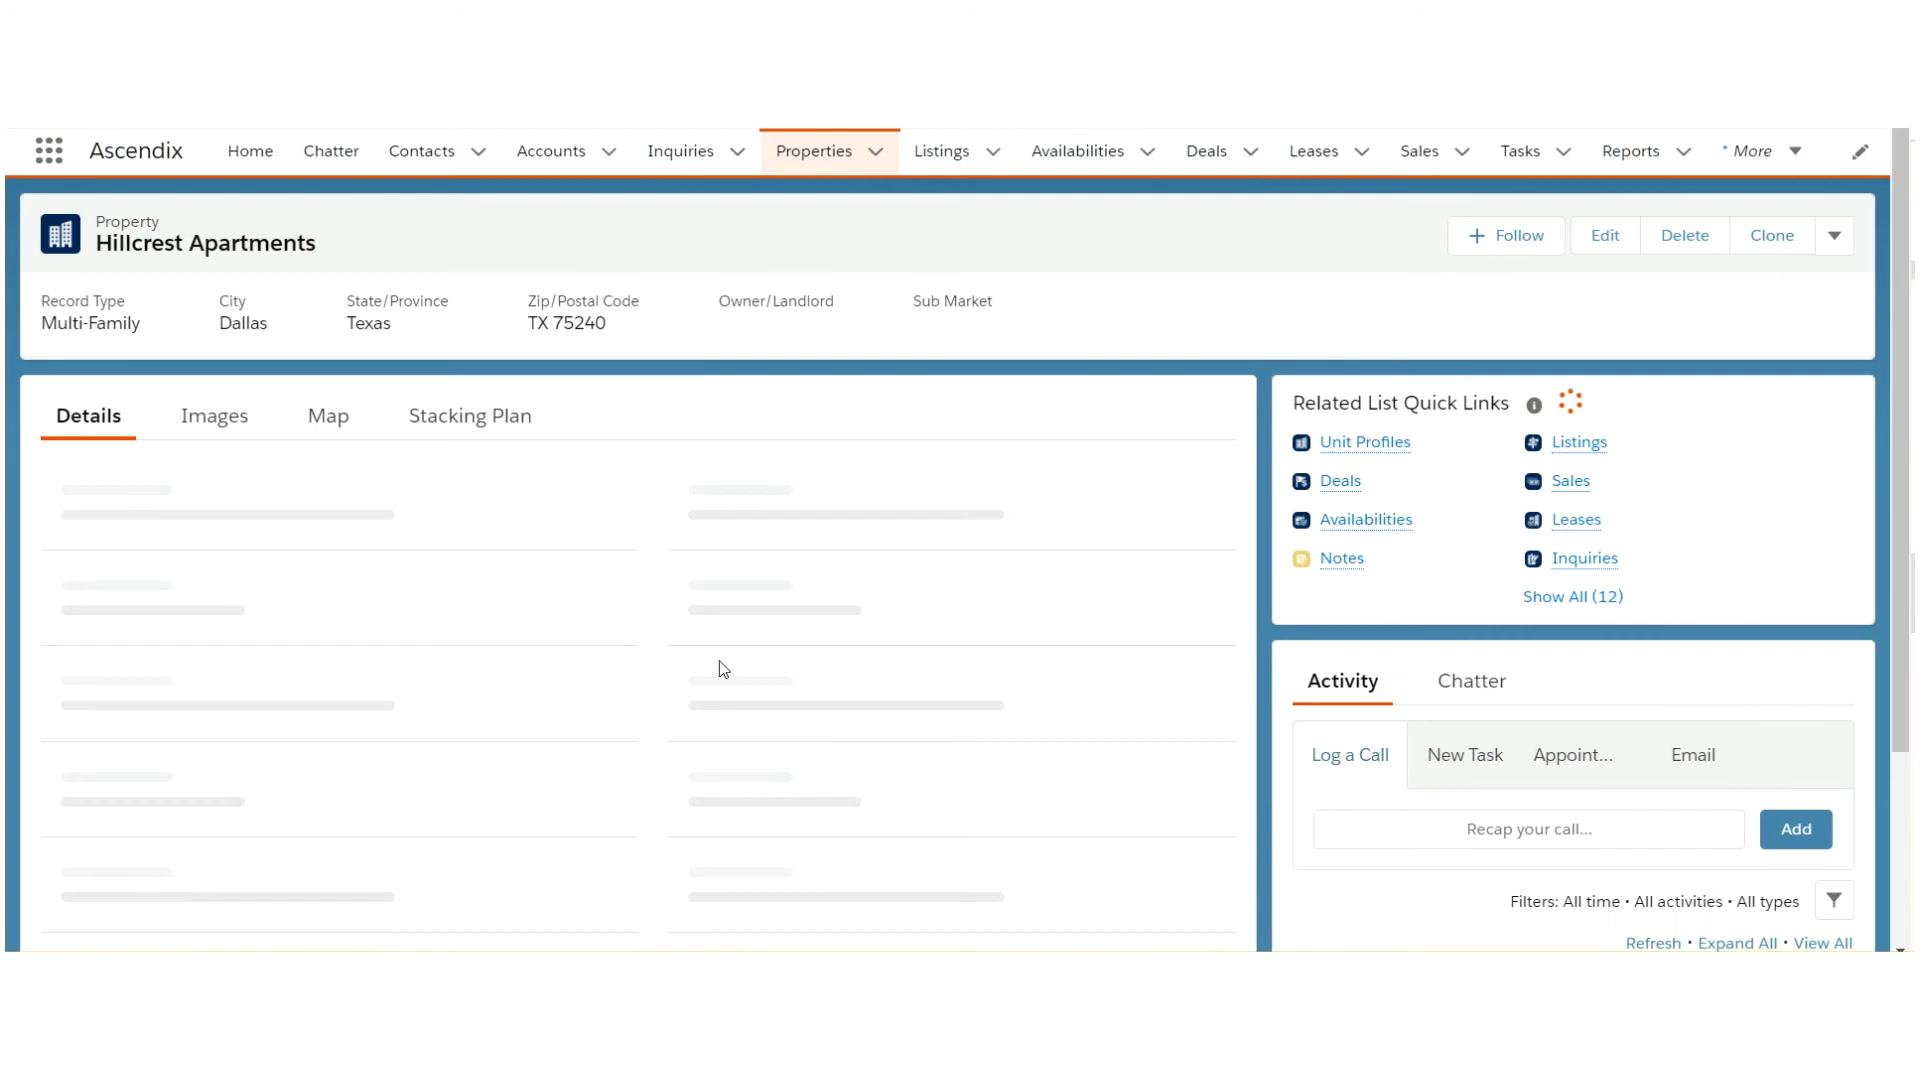 Ascendix Home Chatter Contacts Accounts Inquiries Properties Listings Availabilities Deals Leases Sales Tasks Reports * More
Property
Hillcrest Apartments
+ Follow Edit Delete Clone
Record Type City State/Province Zip/Postal Code Owner/Landlord Sub Market
Multi-Family Dallas Texas TX 75240
Details Images Map Stacking Plan
Related List Quick Links
Unit Profiles Listings
Deals Sales
Availabilities Leases
Notes Inquiries
Show All (12)
Activity Chatter
Log a Call New Task Appoint... Email
Recap your call... Add
Filters: All time • All activities • All types
Refresh • Expand All • View All